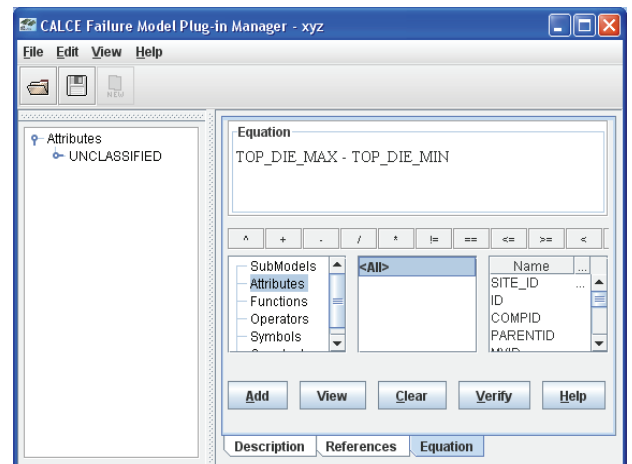 CALCE Failure Model Plug-in Manager - xyz
File Edit View Help
NEW
Attributes
UNCLASSIFIED
Equation
TOP_DIE_MAX - TOP_DIE_MIN
^ + - / * != == <= >= <
SubModels
Attributes
Functions
Operators
Symbols
<All>
Name ...
SITE_ID ...
ID
COMPID
PARENTID
Add View Clear Verify Help
Description References Equation